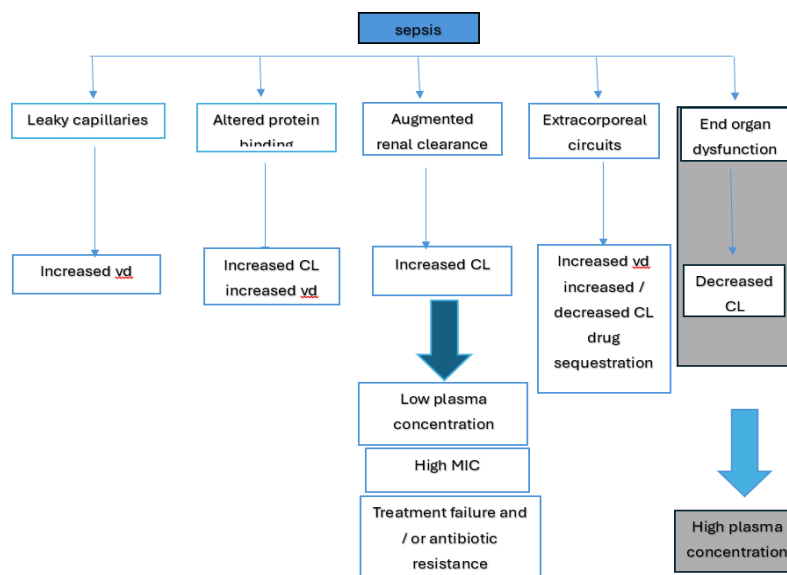 sepsis
Leaky capillaries
Altered protein
binding
Augmented
renal clearance
Extracorporeal
circuits
End organ
dysfunction
Increased vd
Increased CL
increased vd
Increased CL
Increased vd
increased /
decreased CL
drug
sequestration
Decreased
CL
Low plasma
concentration
High MIC
Treatment failure and
/ or antibiotic
resistance
High plasma
concentration